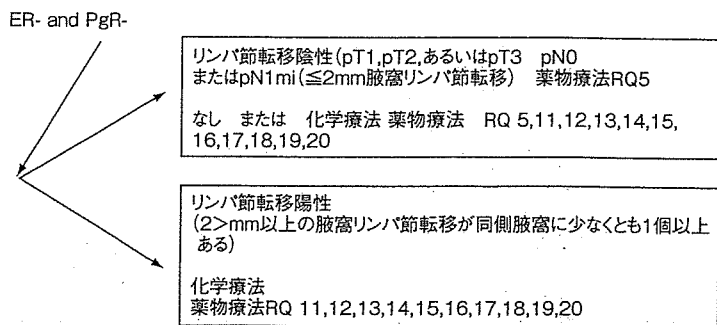 ER- and PgR-
リンパ節転移陰性(pT1,pT2,あるいはpT3 pN0
またはpN1mi(≦2mm腋窩リンパ節転移) 薬物療法RQ5
なし または 化学療法 薬物療法 RQ 5,11,12,13,14,15,
16,17,18,19,20
リンパ節転移陽性
(2>mm以上の腋窩リンパ節転移が同側腋窩に少なくとも1個以上
ある)
化学療法
薬物療法RQ 11,12,13,14,15,16,17,18,19,20